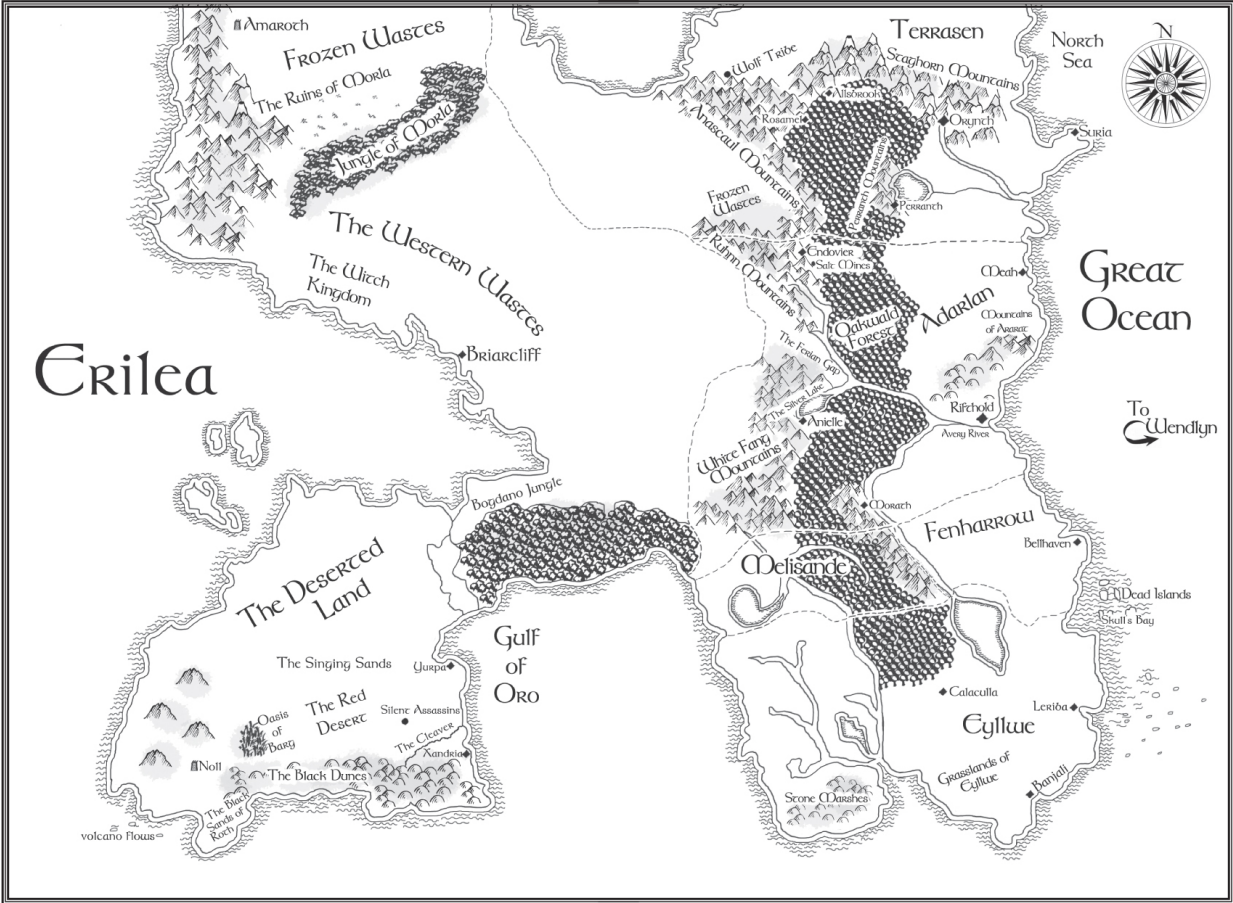 Amaroth
Frozen Wastes
The Ruins of Morla
Jungle of Morla
The Western Wastes
The Witch
Kingdom
Briarcliff
Erilea
Wolf Tribe
Terrasen
Staghorn Mountains
North
Sea
N
Allsbrook
Rosamel
Orynth
Suria
Anascaul Mountains
Perranth Mountains
Perranth
Frozen
Wastes
Ruhnn Mountains
Endovier
Salt Mines
Meah
Great
Ocean
Adarlan
Oakwald
Forest
Mountains
of Ararat
The Ferian Gap
The Silver Lake
Anielle
Rifthold
Avery River
To
Wendlyn
White Fang
Mountains
Morath
Fenharrow
Bellhaven
Bogdano Jungle
Melisande
Dead Islands
Skull's Bay
The Deserted
Land
Gulf
of
Oro
The Singing Sands
Yurpa
The Red
Desert
Silent Assassins
Oasis
of
Barg
The Cleaver
Xandria
Noll
The Black Dunes
The Black
Sands of
Roth
volcano flows
Calaculla
Leriba
Eyllwe
Grasslands of
Eyllwe
Banjali
Stone Marshes